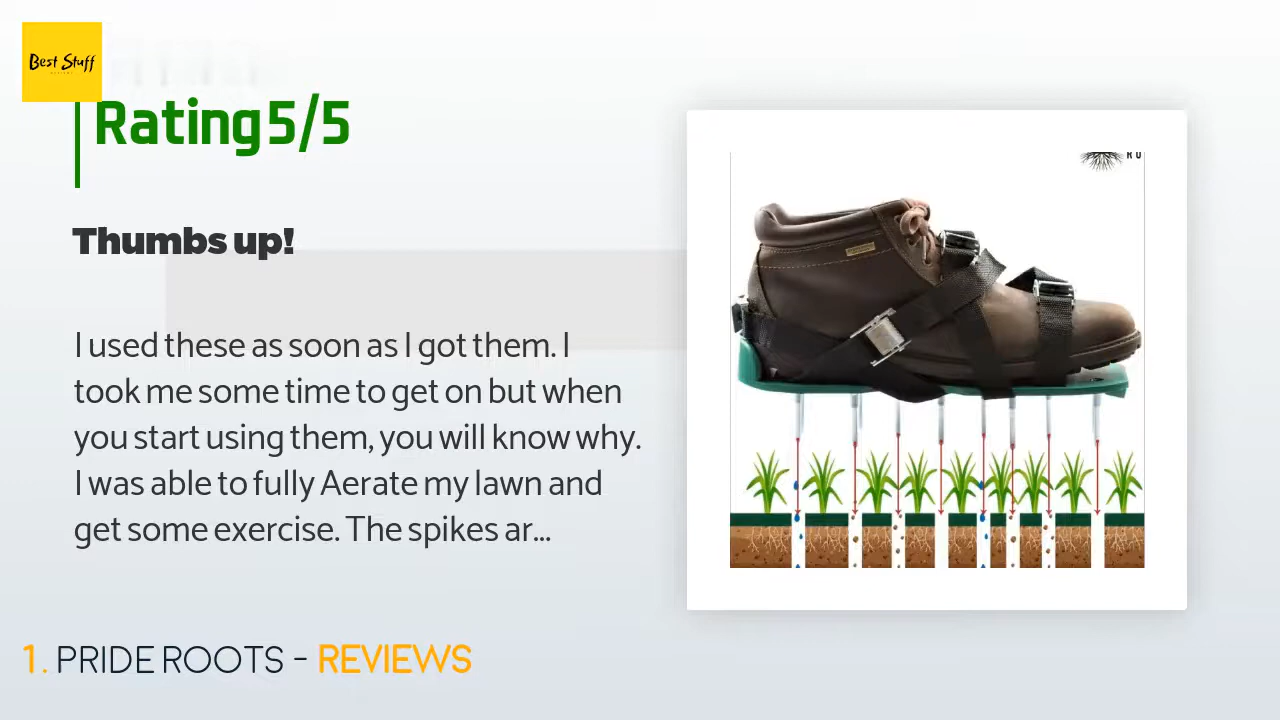 Best Stuff
Rating 5/5
RO
Thumbs up!
I used these as soon as I got them. I
took me some time to get on but when
you start using them, you will know why.
I was able to fully Aerate my lawn and
get some exercise. The spikes ar...
1. PRIDE ROOTS - REVIEWS